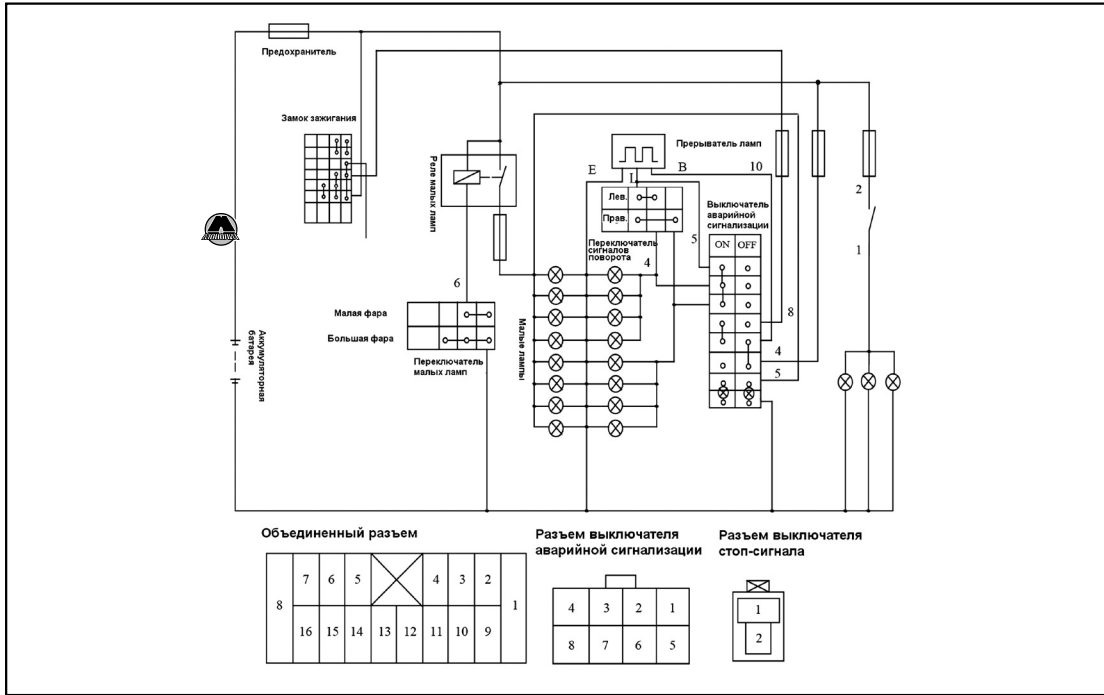 Предохранитель
Замок зажигания
Реле малых ламп
Прерыватель ламп
E
L
B
10
2
Лев.
Прав.
Выключатель
аварийной
сигнализации
ON OFF
Переключатель
сигналов
поворота
4
5
1
6
8
Малая фара
Большая фара
Переключатель
малых ламп
Малые лампы
4
5
Аккумуляторная
батарея
Объединенный разъем
7 6 5 4 3 2
8 1
16 15 14 13 12 11 10 9
Разъем выключателя
аварийной сигнализации
4 3 2 1
8 7 6 5
Разъем выключателя
стоп-сигнала
1
2